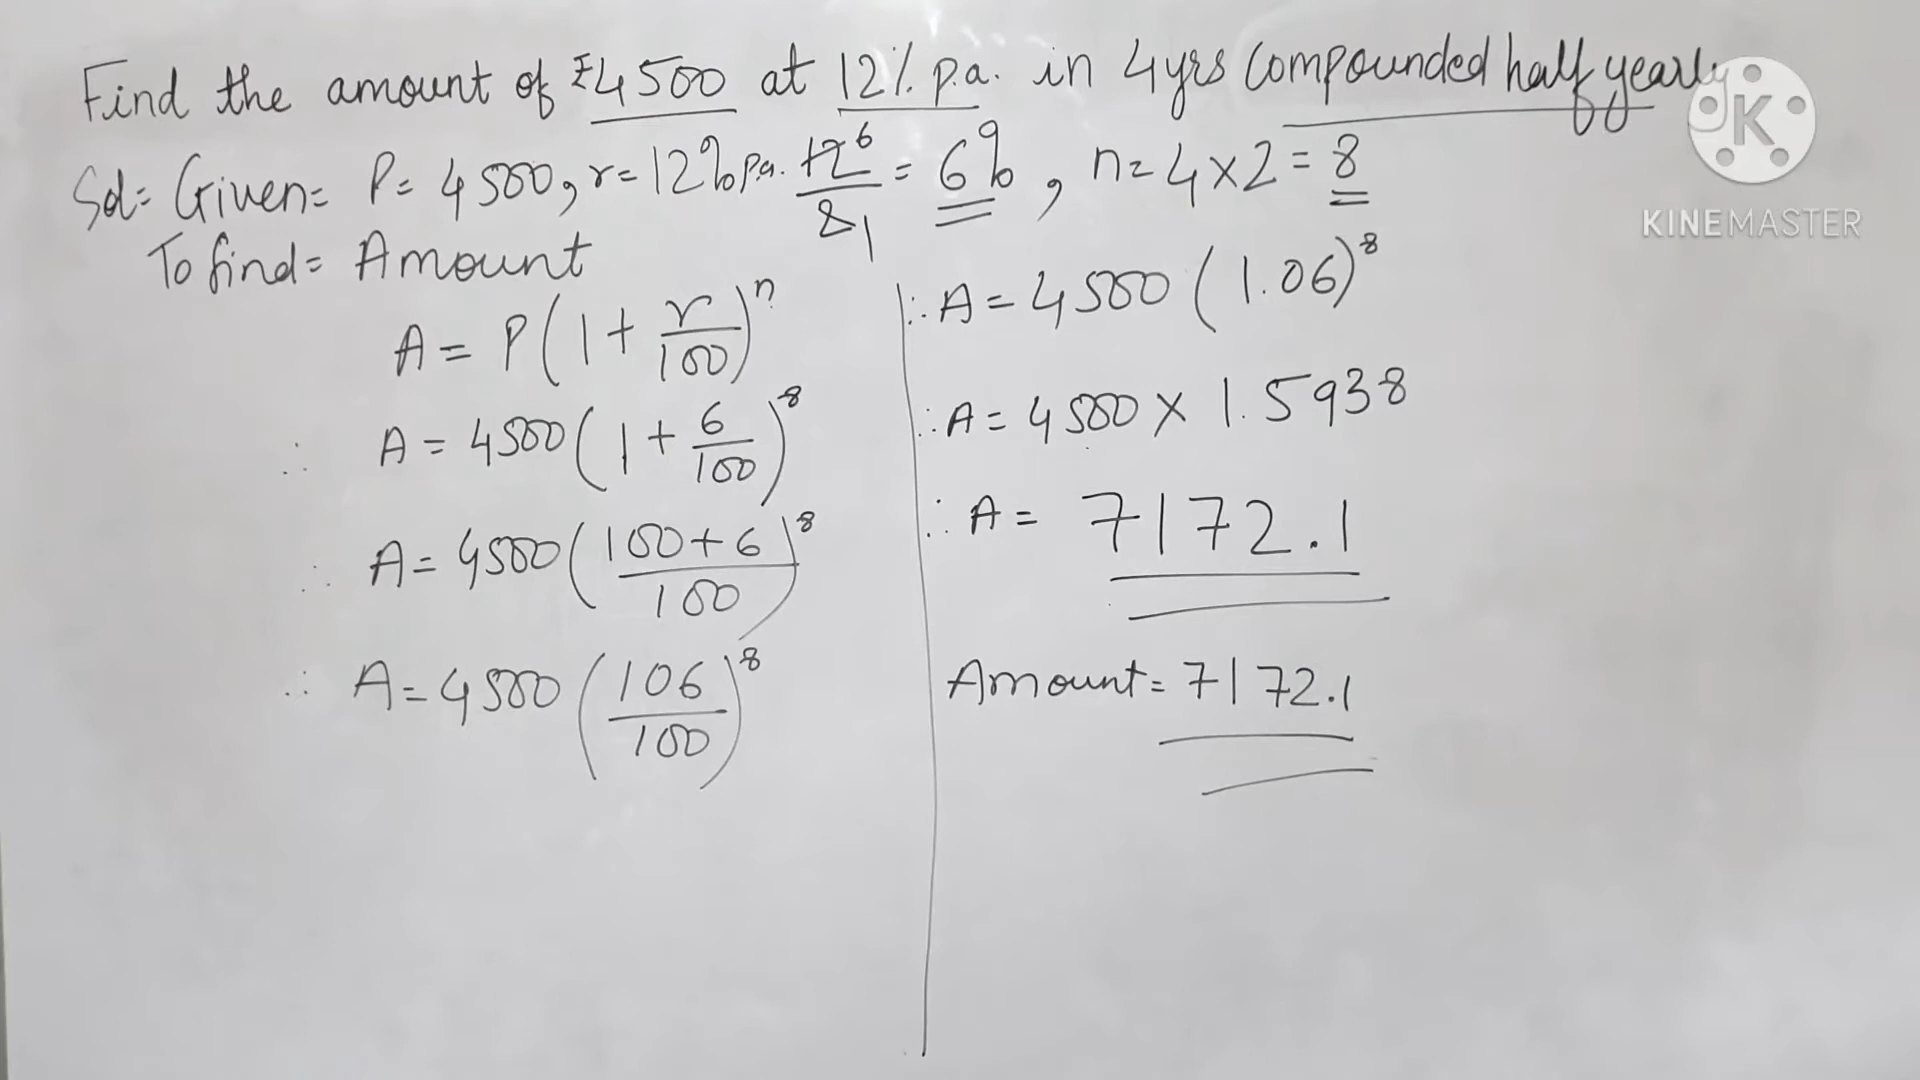 Find the amount of ₹4500 at 12% p.a. in 4yrs Compounded half yearly
Sol= Given= P= 4500, r= 12% p.a. 12 6 / 2 1 = 6%, n= 4×2 = 8
To find= Amount
A = P(1 + r/100)^n
∴ A = 4500(1 + 6/100)^8
∴ A = 4500(100+6/100)^8
∴ A = 4500(106/100)^8
∴ A = 4500(1.06)^8
∴ A = 4500 × 1.5938
∴ A = 7172.1
Amount = 7172.1
K
KINEMASTER